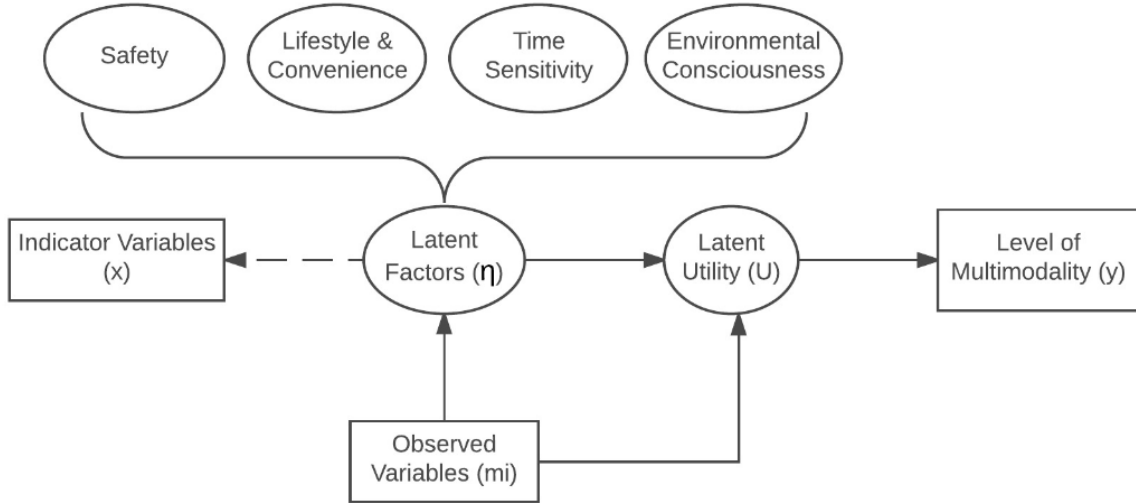 Safety
Lifestyle &
Convenience
Time
Sensitivity
Environmental
Consciousness
Indicator Variables
(x)
Latent
Factors (η)
Latent
Utility (U)
Level of
Multimodality (y)
Observed
Variables (mi)